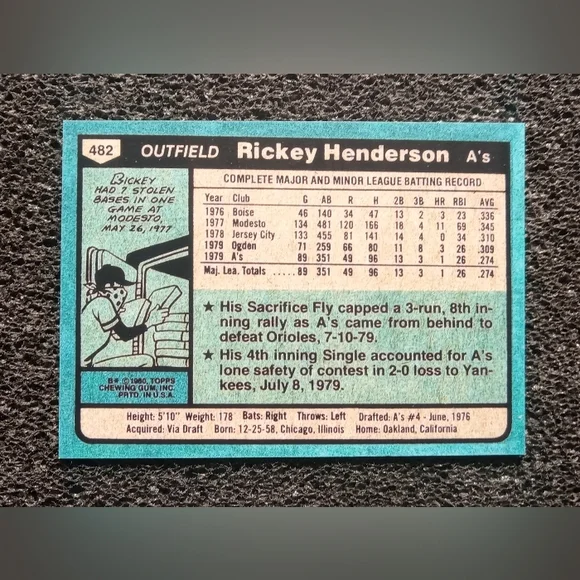 482 OUTFIELD Rickey Henderson A's
RICKEY
HAD 7 STOLEN
BASES IN ONE
GAME AT
MODESTO,
MAY 26, 1977
B* © 1980, TOPPS
CHEWING GUM, INC.
PRTD. IN U.S.A.
COMPLETE MAJOR AND MINOR LEAGUE BATTING RECORD
Year Club G AB R H 2B 3B HR RBI AVG
1976 Boise 46 140 34 47 13 2 3 23 .336
1977 Modesto 134 481 120 166 18 4 11 69 .345
1978 Jersey City 133 455 81 141 14 4 0 34 .310
1979 Ogden 71 259 66 80 11 8 3 26 .309
1979 A's 89 351 49 96 13 3 1 26 .274
Maj. Lea. Totals ..... 89 351 49 96 13 3 1 26 .274
★ His Sacrifice Fly capped a 3-run, 8th in-
ning rally as A's came from behind to
defeat Orioles, 7-10-79.
★ His 4th inning Single accounted for A's
lone safety of contest in 2-0 loss to Yan-
kees, July 8, 1979.
Height: 5'10" Weight: 178 Bats: Right Throws: Left Drafted: A's #4 - June, 1976
Acquired: Via Draft Born: 12-25-58, Chicago, Illinois Home: Oakland, California